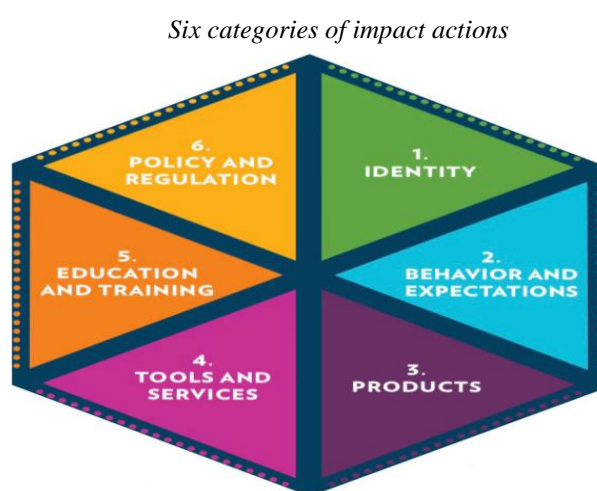 Six categories of impact actions
1.
IDENTITY
2.
BEHAVIOR AND
EXPECTATIONS
3.
PRODUCTS
4.
TOOLS AND
SERVICES
5.
EDUCATION
AND TRAINING
6.
POLICY AND
REGULATION